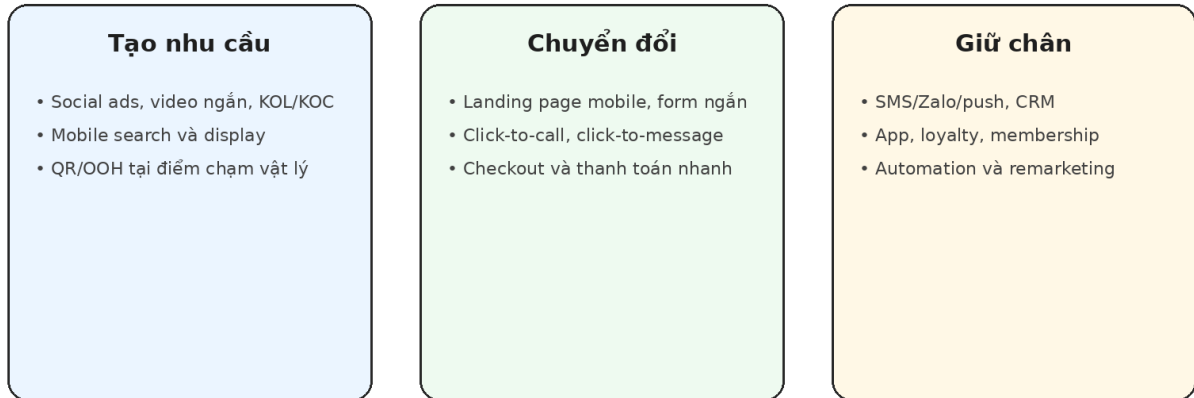 Tạo nhu cầu
• Social ads, video ngắn, KOL/KOC
• Mobile search và display
• QR/OOH tại điểm chạm vật lý
Chuyển đổi
• Landing page mobile, form ngắn
• Click-to-call, click-to-message
• Checkout và thanh toán nhanh
Giữ chân
• SMS/Zalo/push, CRM
• App, loyalty, membership
• Automation và remarketing